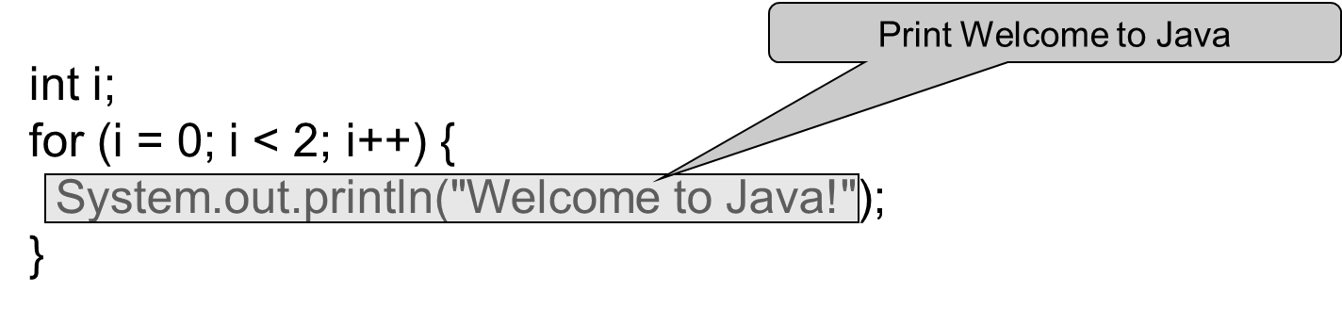 Print Welcome to Java
int i;
for (i = 0; i < 2; i++) {
System.out.println("Welcome to Java!");
}